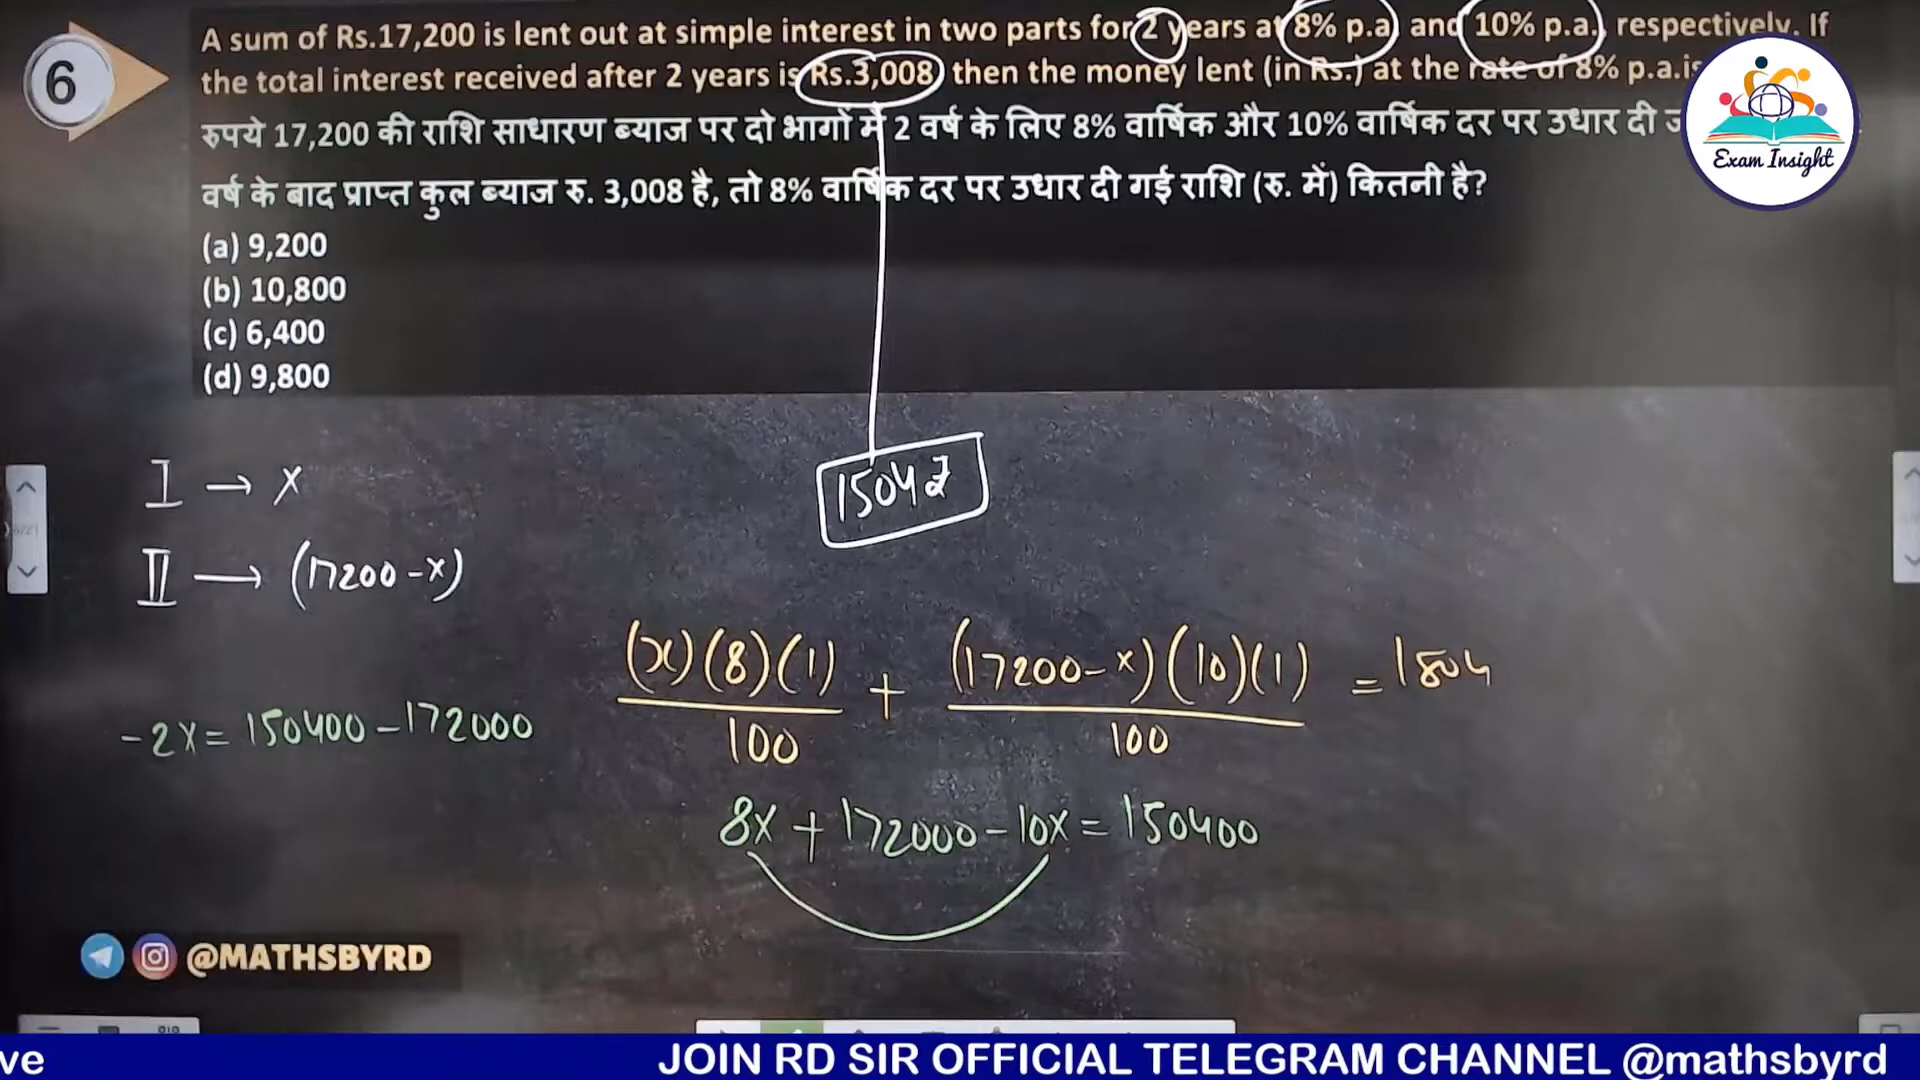 6
A sum of Rs.17,200 is lent out at simple interest in two parts for 2 years at 8% p.a and 10% p.a., respectively. If
the total interest received after 2 years is Rs.3,008 then the money lent (in Rs.) at the rate of 8% p.a.is
रुपये 17,200 की राशि साधारण ब्याज पर दो भागों में 2 वर्ष के लिए 8% वार्षिक और 10% वार्षिक दर पर उधार दी
वर्ष के बाद प्राप्त कुल ब्याज रु. 3,008 है, तो 8% वार्षिक दर पर उधार दी गई राशि (रु. में) कितनी है?
Exam Insight
(a) 9,200
(b) 10,800
(c) 6,400
(d) 9,800
1504
I → x
II → (17200-x)
(x)(8)(1)/100 + (17200-x)(10)(1)/100 = 1504
-2x = 150400-172000
8x + 172000-10x = 150400
@MATHSBYRD
ve
JOIN RD SIR OFFICIAL TELEGRAM CHANNEL @mathsbyrd